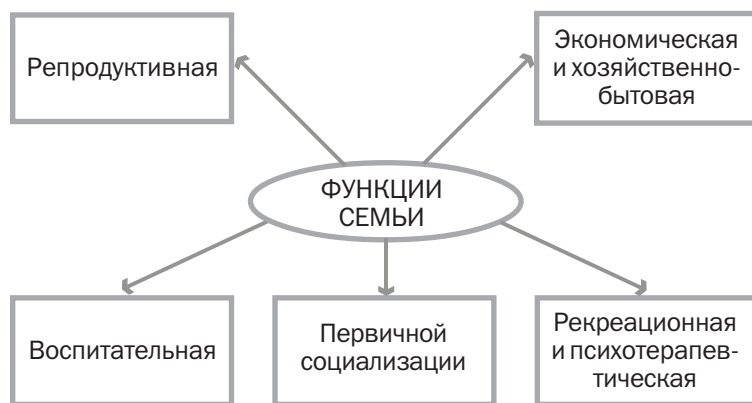 Репродуктивная
Экономическая
и хозяйственно-
бытовая
ФУНКЦИИ
СЕМЬИ
Воспитательная
Первичной
социализации
Рекреационная
и психотерапев-
тическая